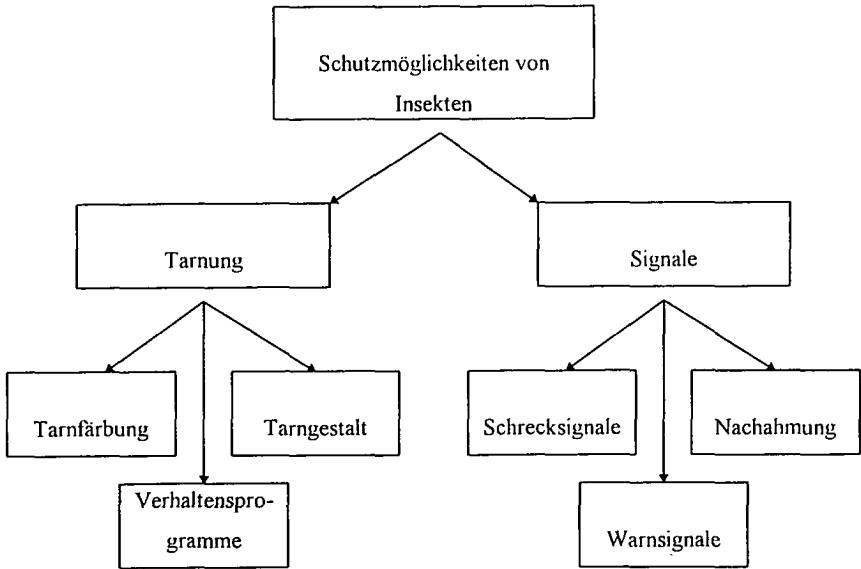 Schutzmöglichkeiten von
Insekten
Tarnung
Signale
Tarnfärbung
Tarngestalt
Schrecksignale
Nachahmung
Verhaltenspro-
gramme
Warnsignale